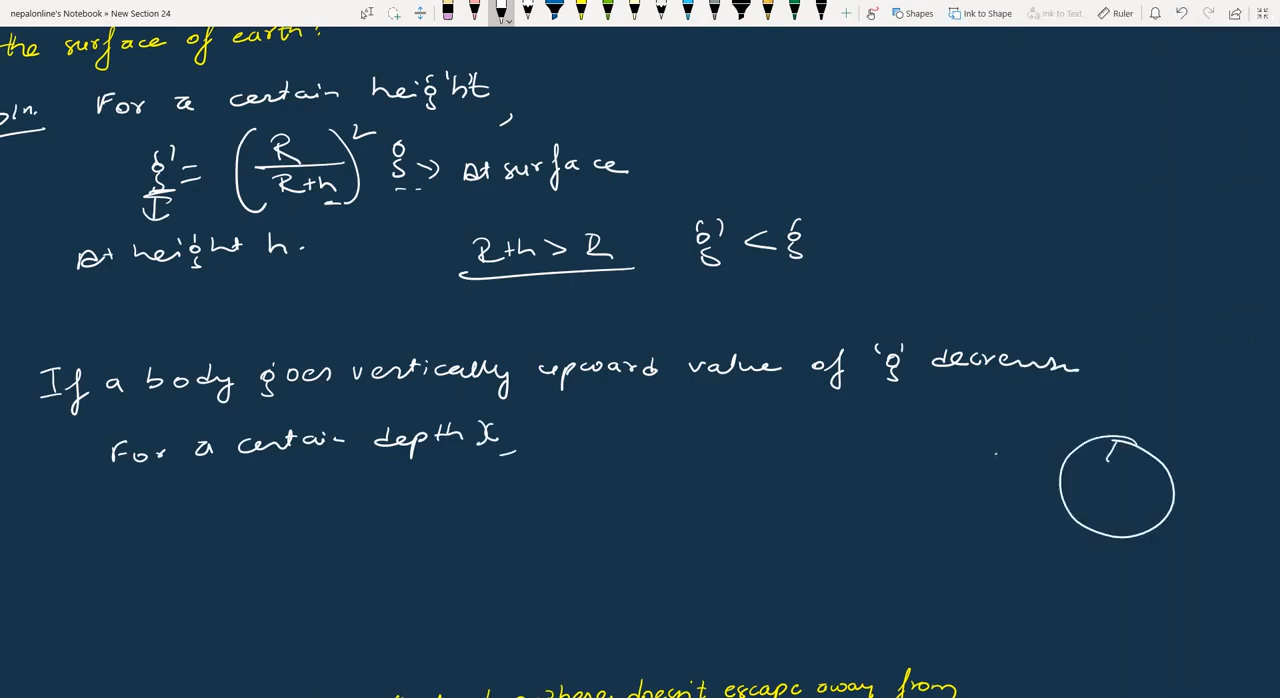 nepalonline's Notebook » New Section 24
Shapes Ink to Shape Ink to Text Ruler
the surface of earth.
oln. For a certain height,
g' = (R / R+h)² g → At surface
At height h. R+h > R g' < g
If a body goes vertically upward value of 'g' decrease
For a certain depth x
doesn't escape away from